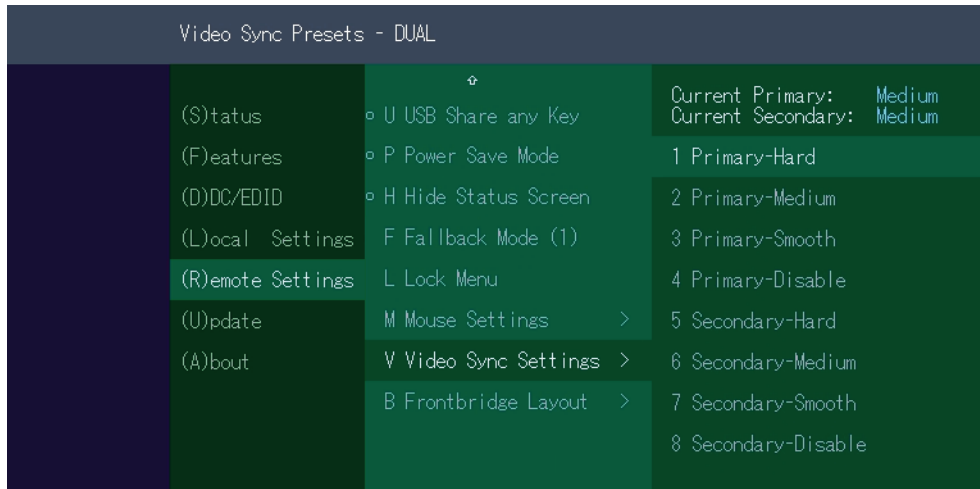 Video Sync Presets - DUAL
(S)tatus
(F)eatures
(D)DC/EDID
(L)ocal Settings
(R)emote Settings
(U)pdate
(A)bout
U USB Share any Key
P Power Save Mode
H Hide Status Screen
F Fallback Mode (1)
L Lock Menu
M Mouse Settings >
V Video Sync Settings >
B Frontbridge Layout >
Current Primary: Medium
Current Secondary: Medium
1 Primary-Hard
2 Primary-Medium
3 Primary-Smooth
4 Primary-Disable
5 Secondary-Hard
6 Secondary-Medium
7 Secondary-Smooth
8 Secondary-Disable